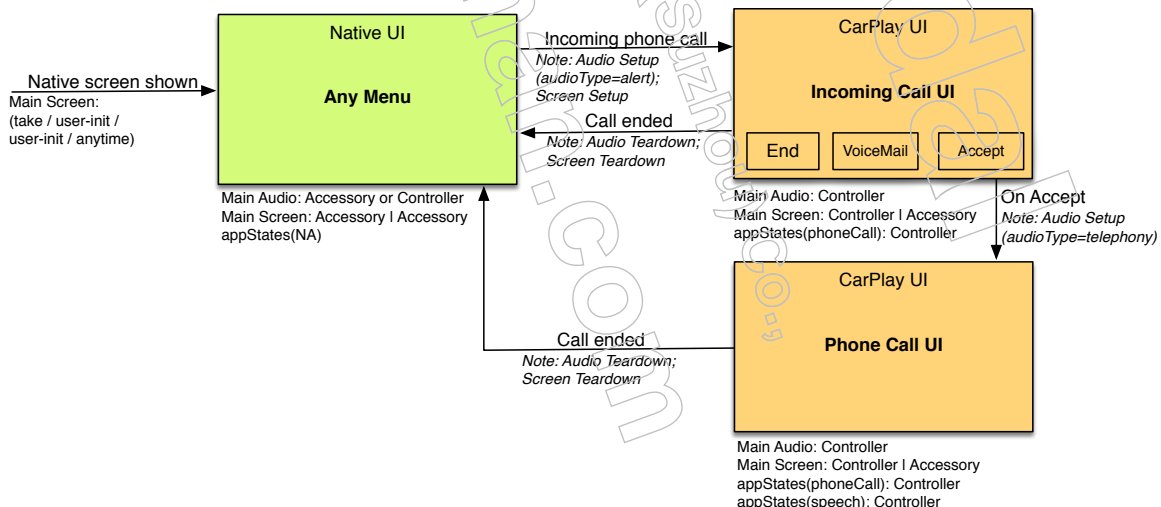 Native screen shown
Main Screen:
(take / user-init /
user-init / anytime)
Native UI
Any Menu
Main Audio: Accessory or Controller
Main Screen: Accessory | Accessory
appStates(NA)
Incoming phone call
Note: Audio Setup
(audioType=alert);
Screen Setup
Call ended
Note: Audio Teardown;
Screen Teardown
CarPlay UI
Incoming Call UI
End
VoiceMail
Accept
Main Audio: Controller
Main Screen: Controller | Accessory
appStates(phoneCall): Controller
On Accept
Note: Audio Setup
(audioType=telephony)
Call ended
Note: Audio Teardown;
Screen Teardown
CarPlay UI
Phone Call UI
Main Audio: Controller
Main Screen: Controller | Accessory
appStates(phoneCall): Controller
appStates(speech): Controller